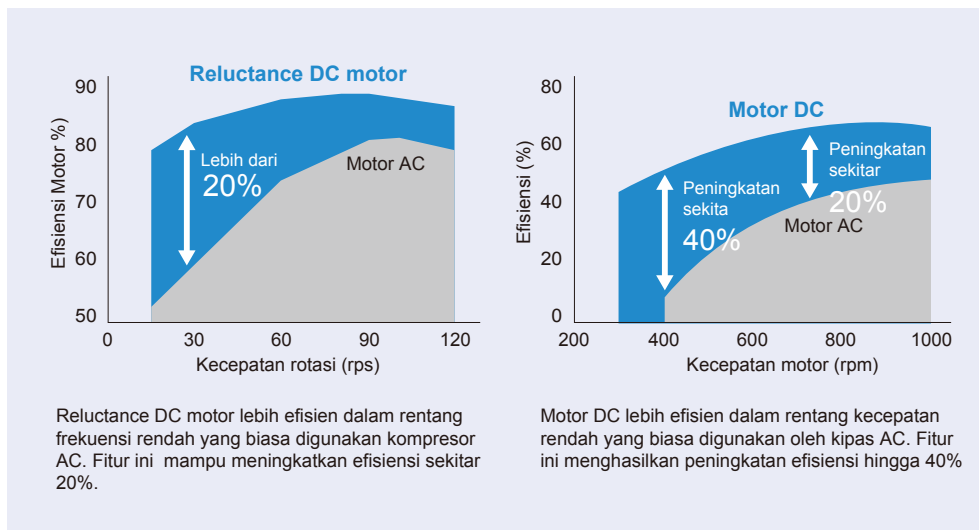 Reluctance DC motor
Efisiensi Motor %)
90
80
70
60
50
Lebih dari
20%
Motor AC
0
30
60
90
120
Kecepatan rotasi (rps)
Reluctance DC motor lebih efisien dalam rentang
frekuensi rendah yang biasa digunakan kompresor
AC. Fitur ini mampu meningkatkan efisiensi sekitar
20%.
Motor DC
Efisiensi (%)
80
60
40
20
0
Peningkatan
sekita
40%
Peningkatan
sekitar
20%
Motor AC
200
400
600
800
1000
Kecepatan motor (rpm)
Motor DC lebih efisien dalam rentang kecepatan
rendah yang biasa digunakan oleh kipas AC. Fitur
ini menghasilkan peningkatan efisiensi hingga 40%